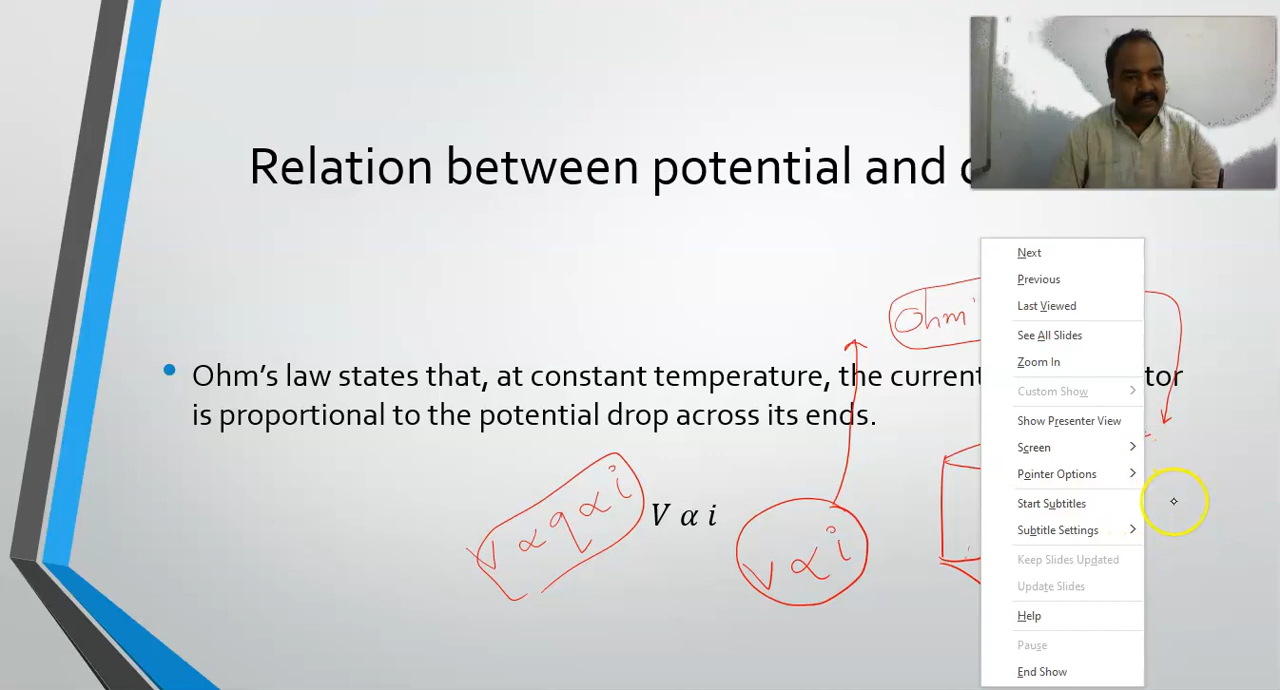 Relation between potential and
Next
Previous
Last Viewed
See All Slides
Zoom In
Custom Show
Show Presenter View
Screen
Pointer Options
Start Subtitles
Subtitle Settings
Keep Slides Updated
Update Slides
Help
Pause
End Show
Ohm'
Ohm's law states that, at constant temperature, the current tor
is proportional to the potential drop across its ends.
V ∝ q ∝ i
V α i
V ∝ i